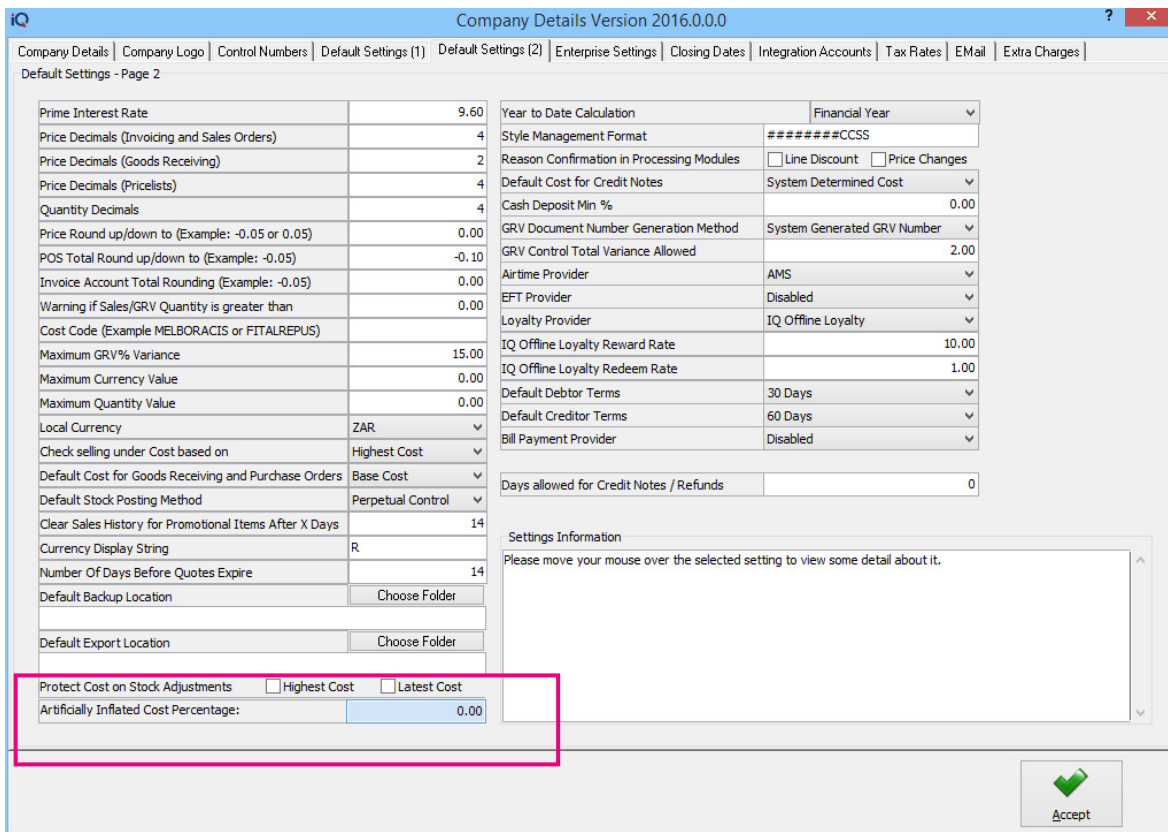 iQ
Company Details Version 2016.0.0.0
?
Company Details
Company Logo
Control Numbers
Default Settings (1)
Default Settings (2)
Enterprise Settings
Closing Dates
Integration Accounts
Tax Rates
EMail
Extra Charges
Default Settings - Page 2
Prime Interest Rate 9.60
Price Decimals (Invoicing and Sales Orders) 4
Price Decimals (Goods Receiving) 2
Price Decimals (Pricelists) 4
Quantity Decimals 4
Price Round up/down to (Example: -0.05 or 0.05) 0.00
POS Total Round up/down to (Example: -0.05) -0.10
Invoice Account Total Rounding (Example: -0.05) 0.00
Warning if Sales/GRV Quantity is greater than 0.00
Cost Code (Example MELBORACIS or FITALREPUS)
Maximum GRV% Variance 15.00
Maximum Currency Value 0.00
Maximum Quantity Value 0.00
Local Currency ZAR
Check selling under Cost based on Highest Cost
Default Cost for Goods Receiving and Purchase Orders Base Cost
Default Stock Posting Method Perpetual Control
Clear Sales History for Promotional Items After X Days 14
Currency Display String R
Number Of Days Before Quotes Expire 14
Default Backup Location Choose Folder
Default Export Location Choose Folder
Protect Cost on Stock Adjustments Highest Cost Latest Cost
Artificially Inflated Cost Percentage: 0.00
Year to Date Calculation Financial Year
Style Management Format ########CCSS
Reason Confirmation in Processing Modules Line Discount Price Changes
Default Cost for Credit Notes System Determined Cost
Cash Deposit Min % 0.00
GRV Document Number Generation Method System Generated GRV Number
GRV Control Total Variance Allowed 2.00
Airtime Provider AMS
EFT Provider Disabled
Loyalty Provider IQ Offline Loyalty
IQ Offline Loyalty Reward Rate 10.00
IQ Offline Loyalty Redeem Rate 1.00
Default Debtor Terms 30 Days
Default Creditor Terms 60 Days
Bill Payment Provider Disabled
Days allowed for Credit Notes / Refunds 0
Settings Information
Please move your mouse over the selected setting to view some detail about it.
Accept